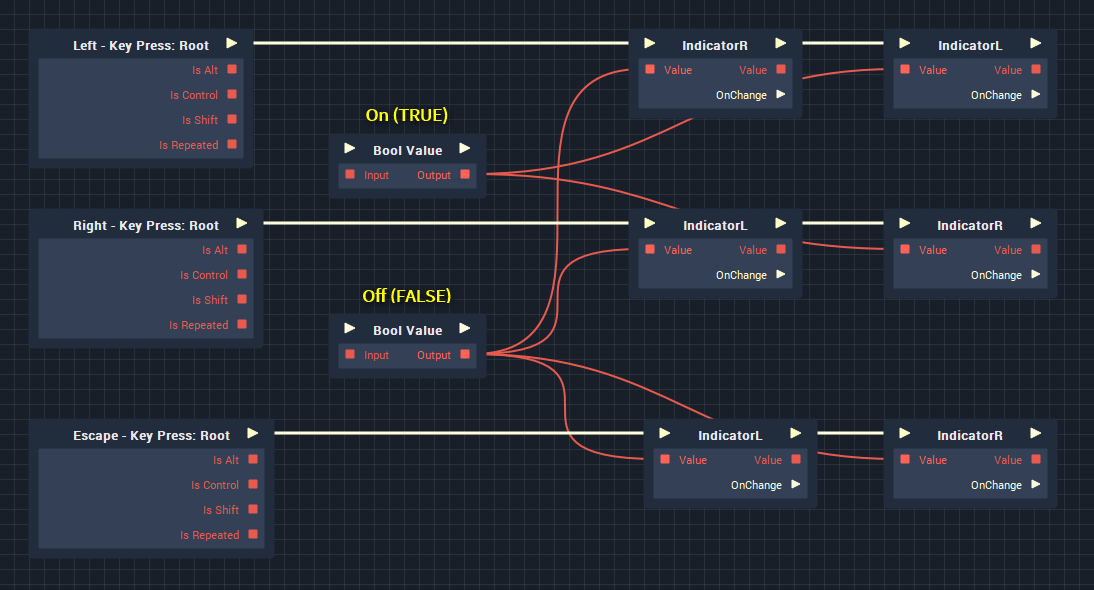 Left - Key Press: Root
Is Alt
Is Control
Is Shift
Is Repeated
On (TRUE)
Bool Value
Input Output
IndicatorR
Value Value
OnChange
IndicatorL
Value Value
OnChange
Right - Key Press: Root
Is Alt
Is Control
Is Shift
Is Repeated
Off (FALSE)
Bool Value
Input Output
IndicatorL
Value Value
OnChange
IndicatorR
Value Value
OnChange
Escape - Key Press: Root
Is Alt
Is Control
Is Shift
Is Repeated
IndicatorL
Value Value
OnChange
IndicatorR
Value Value
OnChange